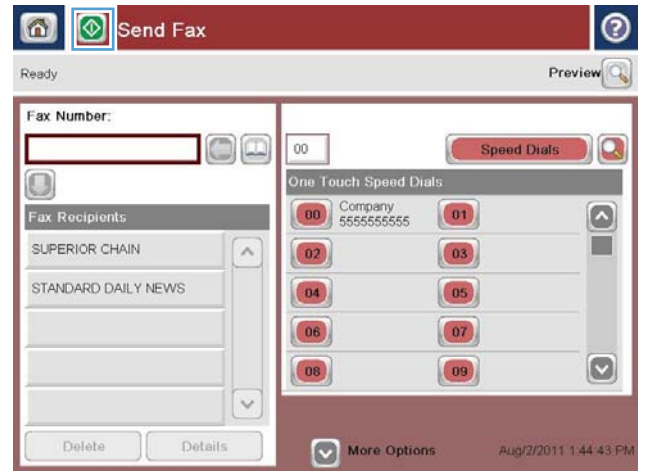 Send Fax
?
Ready
Preview
Fax Number:
00
Speed Dials
One Touch Speed Dials
00 Company 01
5555555555
Fax Recipients
SUPERIOR CHAIN
02 03
STANDARD DAILY NEWS
04 05
06 07
08 09
Delete Details
More Options
Aug/2/2011 1:44:43 PM